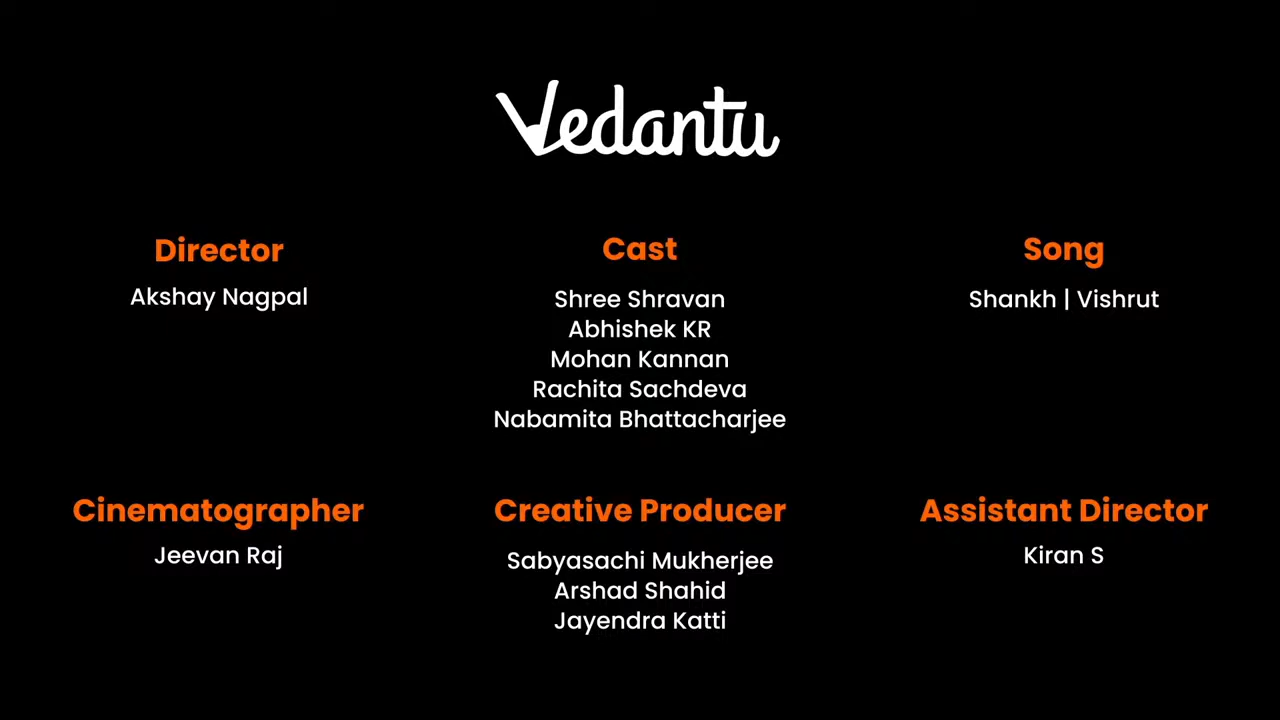 Vedantu
Director
Akshay Nagpal
Cast
Shree Shravan
Abhishek KR
Mohan Kannan
Rachita Sachdeva
Nabamita Bhattacharjee
Song
Shankh | Vishrut
Cinematographer
Jeevan Raj
Creative Producer
Sabyasachi Mukherjee
Arshad Shahid
Jayendra Katti
Assistant Director
Kiran S